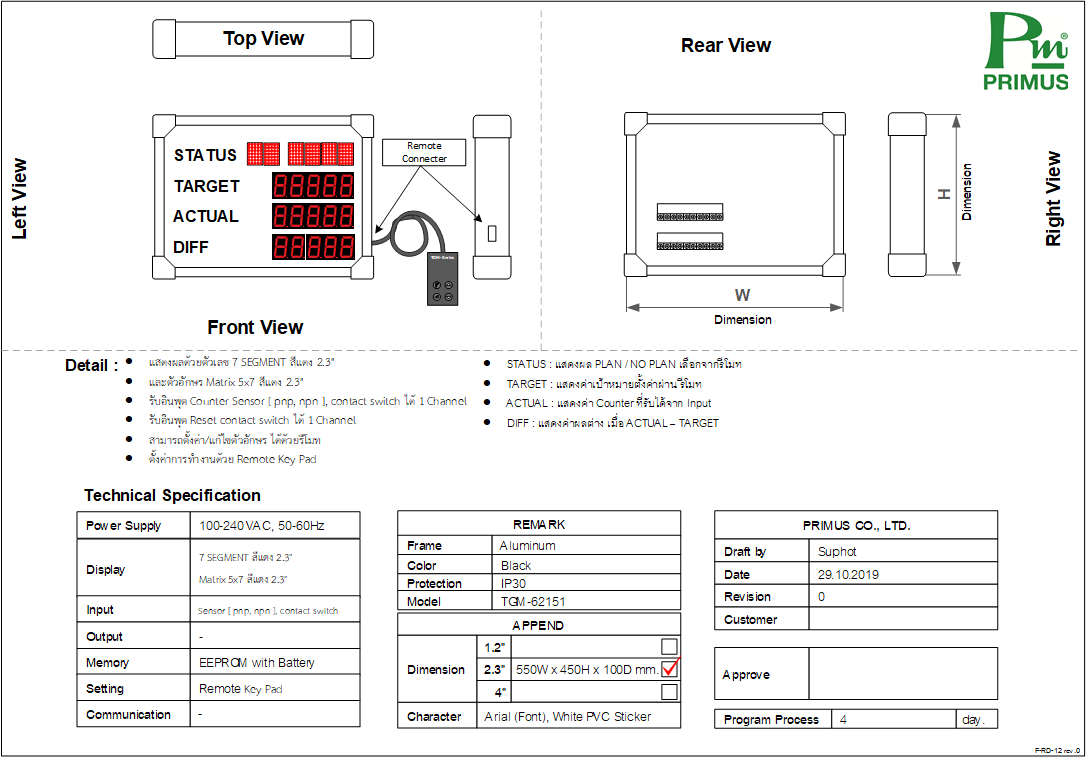 Top View
Rear View
Pm®
PRIMUS
Left View
STATUS
TARGET
ACTUAL
DIFF
88888
88888
88888
Remote
Connecter
TGM-Series
H
Dimension
Right View
W
Dimension
Front View
Detail :
• แสดงผลด้วยตัวเลข 7 SEGMENT สีแดง 2.3"
• และตัวอักษร Matrix 5x7 สีแดง 2.3"
• รับอินพุต Counter Sensor [ pnp, npn ], contact switch ได้ 1 Channel
• รับอินพุต Reset contact switch ได้ 1 Channel
• สามารถตั้งค่า/แก้ไขตัวอักษร ได้ด้วยรีโมท
• ตั้งค่าการทำงานด้วย Remote Key Pad
• STATUS : แสดงผล PLAN / NO PLAN เลือกจากรีโมท
• TARGET : แสดงค่าเป้าหมายตั้งค่าผ่านรีโมท
• ACTUAL : แสดงค่า Counter ที่รับได้จาก Input
• DIFF : แสดงค่าผลต่าง เมื่อ ACTUAL – TARGET
Technical Specification
Power Supply 100-240 VAC, 50-60Hz
Display 7 SEGMENT สีแดง 2.3"
Matrix 5x7 สีแดง 2.3"
Input Sensor [ pnp, npn ], contact switch
Output -
Memory EEPROM with Battery
Setting Remote Key Pad
Communication -
REMARK
Frame Aluminum
Color Black
Protection IP30
Model TGM-62151
APPEND
Dimension
1.2"
2.3" 550W x 450H x 100D mm.
4"
Character Arial (Font), White PVC Sticker
PRIMUS CO., LTD.
Draft by Suphot
Date 29.10.2019
Revision 0
Customer
Approve
Program Process 4 day.
F-RD-12 rev.0